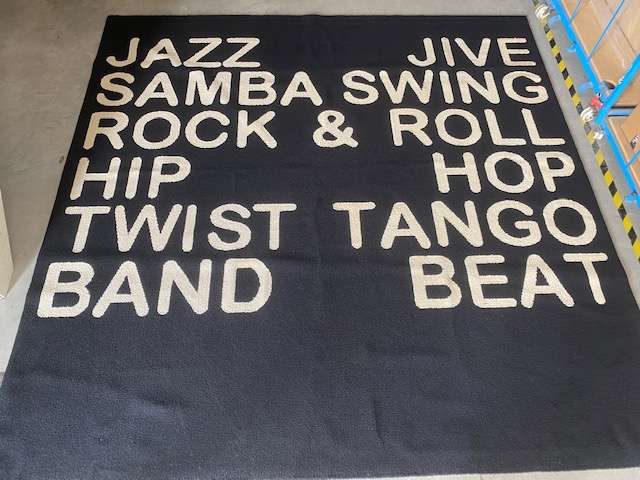 JAZZ JIVE
SAMBA SWING
ROCK & ROLL
HIP HOP
TWIST TANGO
BAND BEAT